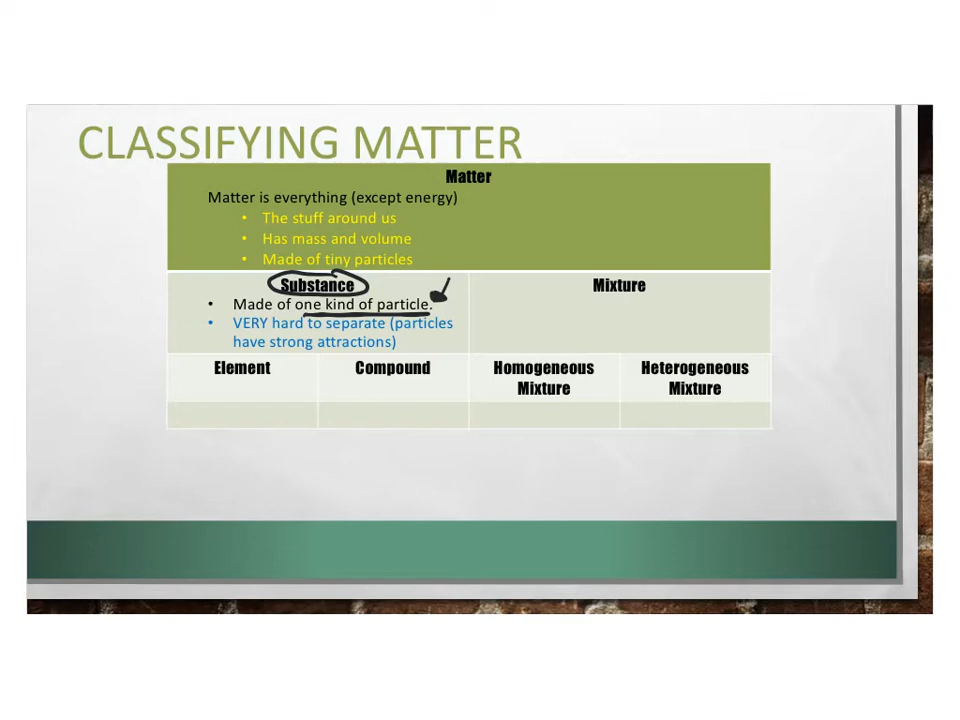 CLASSIFYING MATTER
Matter
Matter is everything (except energy)
• The stuff around us
• Has mass and volume
• Made of tiny particles
Substance
• Made of one kind of particle.
• VERY hard to separate (particles
have strong attractions)
Mixture
Element
Compound
Homogeneous
Mixture
Heterogeneous
Mixture